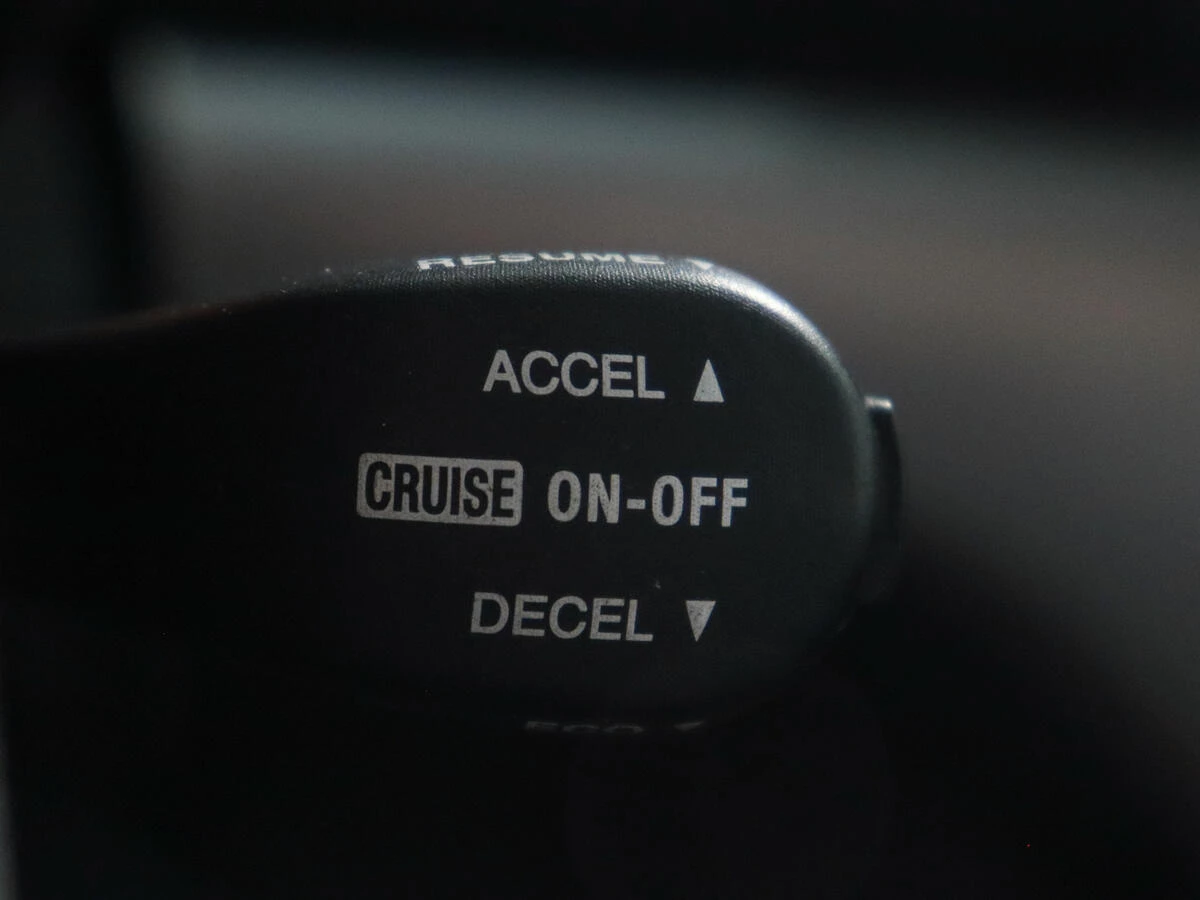 RESUME ▼
ACCEL ▲
CRUISE ON-OFF
DECEL ▼